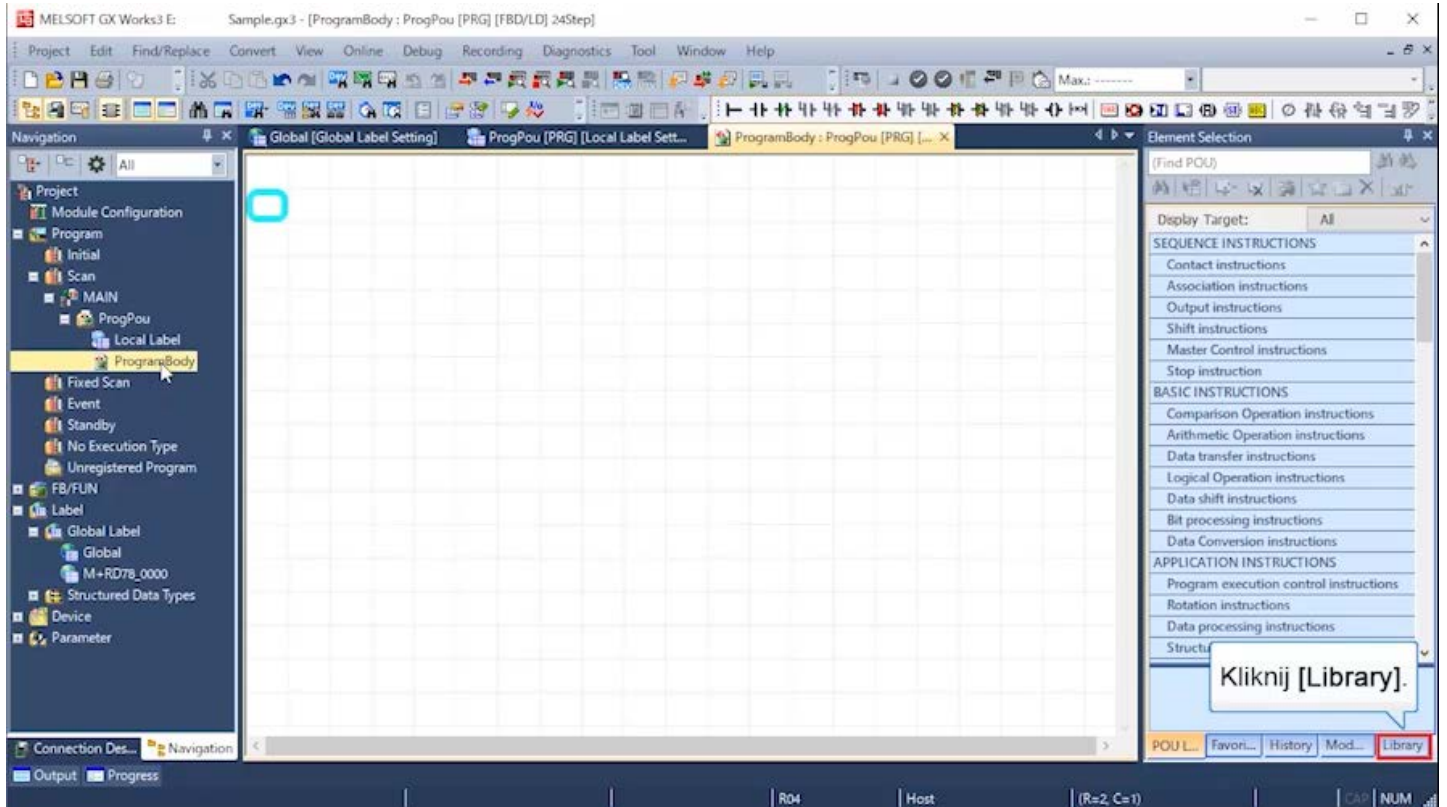 MELSOFT GX Works3 E: Sample.gx3 - [ProgramBody : ProgPou [PRG] [FBD/LD] 24Step]
Project Edit Find/Replace Convert View Online Debug Recording Diagnostics Tool Window Help
Max.: --------
Navigation
All
Project
Module Configuration
Program
Initial
Scan
MAIN
ProgPou
Local Label
ProgramBody
Fixed Scan
Event
Standby
No Execution Type
Unregistered Program
FB/FUN
Label
Global Label
Global
M+RD78_0000
Structured Data Types
Device
Parameter
Connection Des... Navigation
Global [Global Label Setting] ProgPou [PRG] [Local Label Sett... ProgramBody : ProgPou [PRG] [...
Element Selection
(Find POU)
Display Target: All
SEQUENCE INSTRUCTIONS
Contact instructions
Association instructions
Output instructions
Shift instructions
Master Control instructions
Stop instruction
BASIC INSTRUCTIONS
Comparison Operation instructions
Arithmetic Operation instructions
Data transfer instructions
Logical Operation instructions
Data shift instructions
Bit processing instructions
Data Conversion instructions
APPLICATION INSTRUCTIONS
Program execution control instructions
Rotation instructions
Data processing instructions
Structu
Kliknij [Library].
POU L... Favori... History Mod... Library
Output Progress
R04 Host (R=2, C=1) CAP NUM